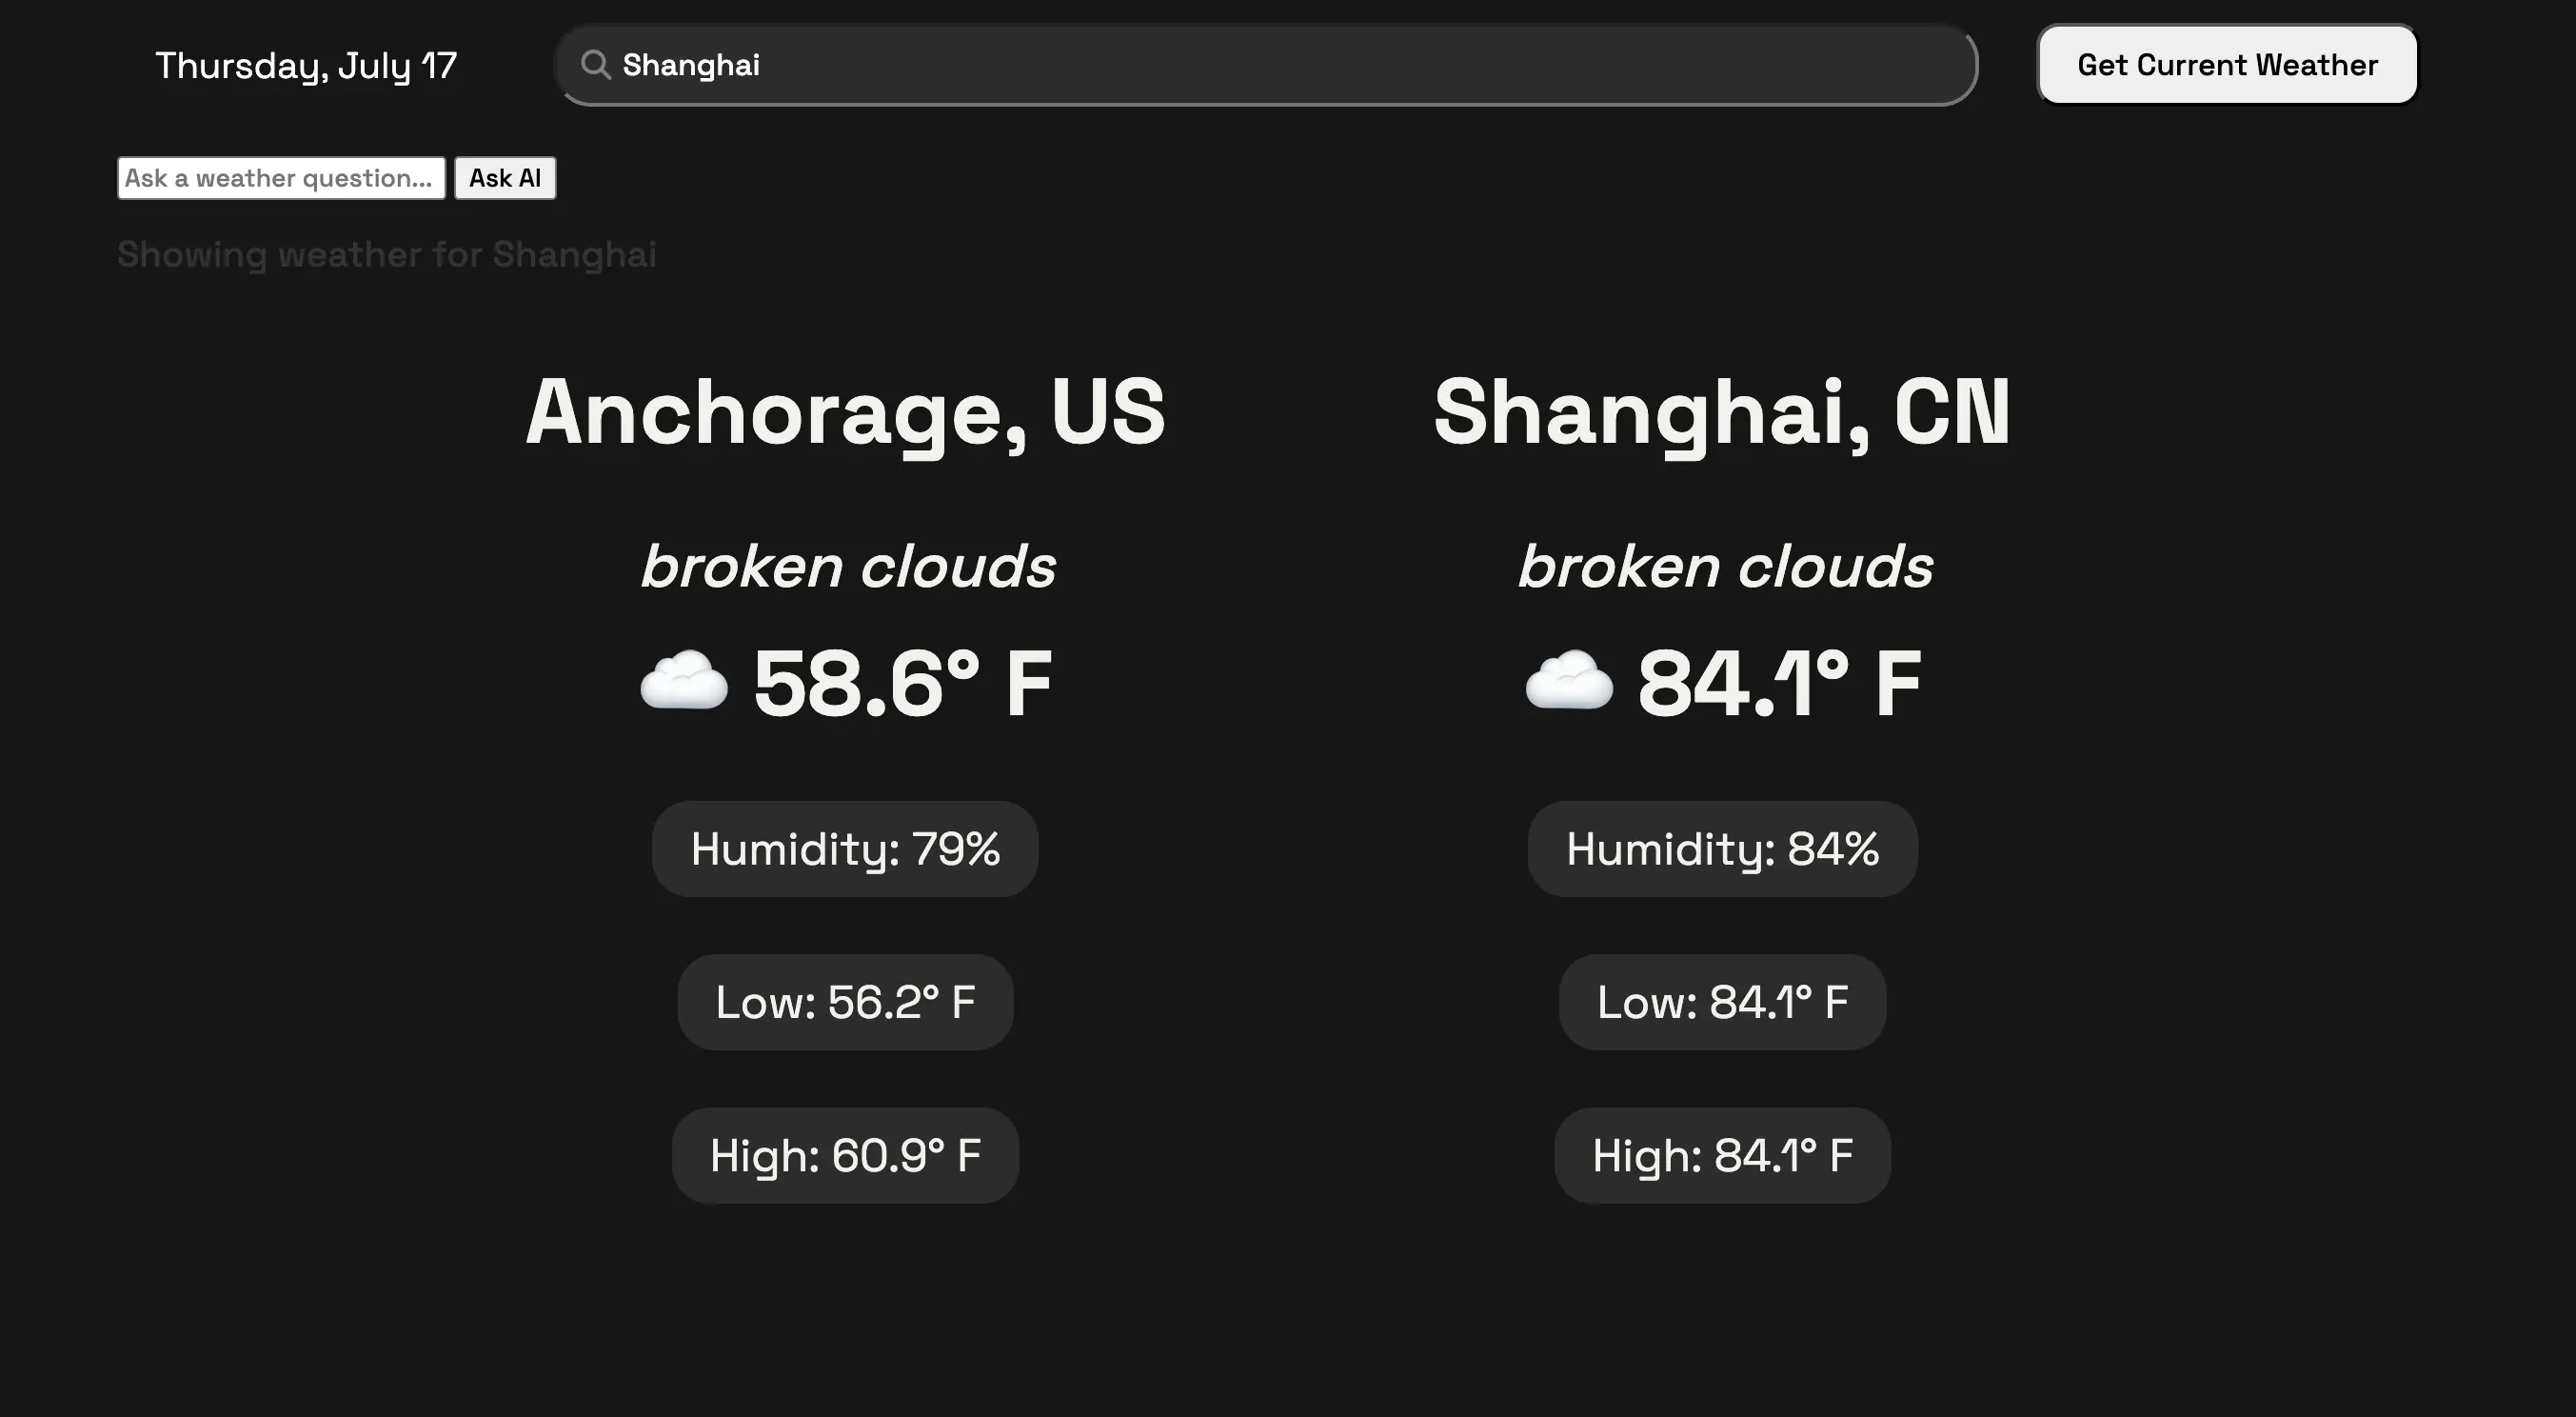 Thursday, July 17
Shanghai
Get Current Weather
Ask a weather question...
Ask AI
Showing weather for Shanghai
Anchorage, US
broken clouds
58.6° F
Humidity: 79%
Low: 56.2° F
High: 60.9° F
Shanghai, CN
broken clouds
84.1° F
Humidity: 84%
Low: 84.1° F
High: 84.1° F